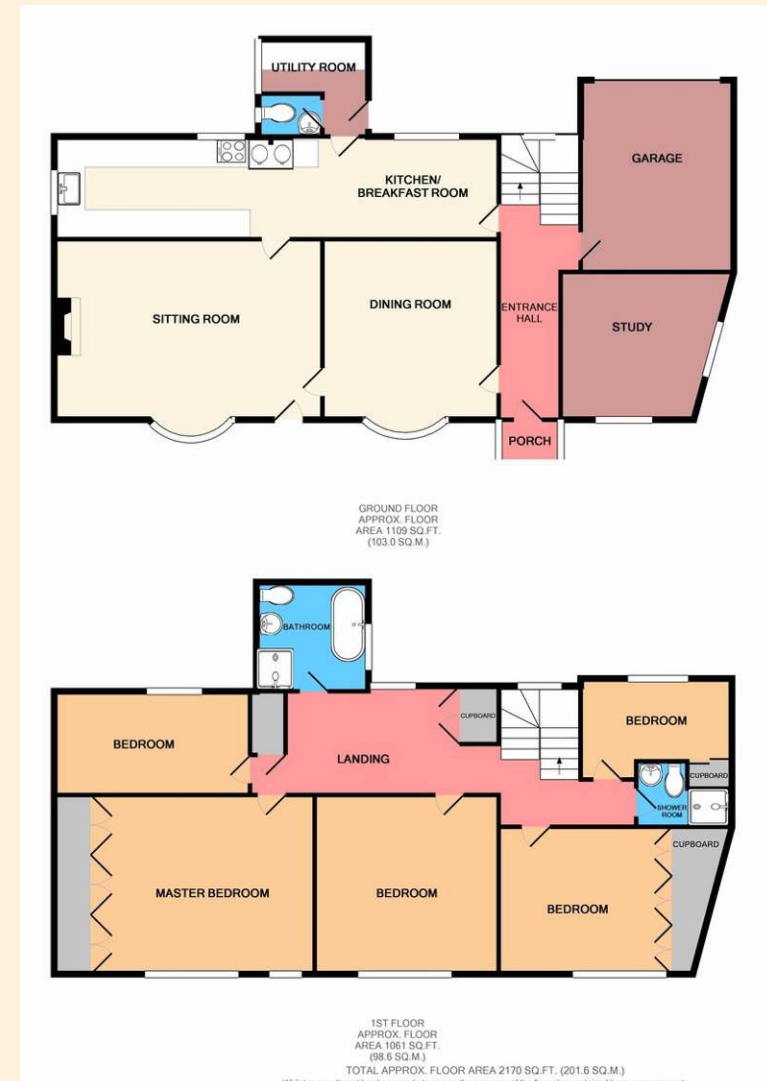 UTILITY ROOM
GARAGE
KITCHEN/
BREAKFAST ROOM
SITTING ROOM
DINING ROOM
ENTRANCE
HALL
STUDY
PORCH
GROUND FLOOR
APPROX. FLOOR
AREA 1109 SQ.FT.
(103.0 SQ.M.)
BATHROOM
BEDROOM
LANDING
CUPBOARD
BEDROOM
CUPBOARD
SHOWER
ROOM
MASTER BEDROOM
BEDROOM
BEDROOM
CUPBOARD
1ST FLOOR
APPROX. FLOOR
AREA 1061 SQ.FT.
(98.6 SQ.M.)
TOTAL APPROX. FLOOR AREA 2170 SQ.FT. (201.6 SQ.M.)